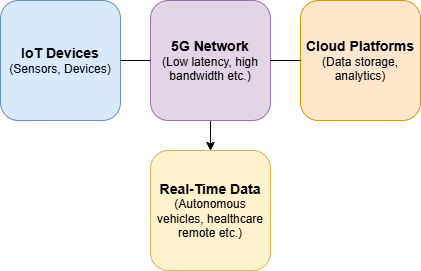 IoT Devices
(Sensors, Devices)
5G Network
(Low latency, high
bandwidth etc.)
Cloud Platforms
(Data storage,
analytics)
Real-Time Data
(Autonomous
vehicles, healthcare
remote etc.)